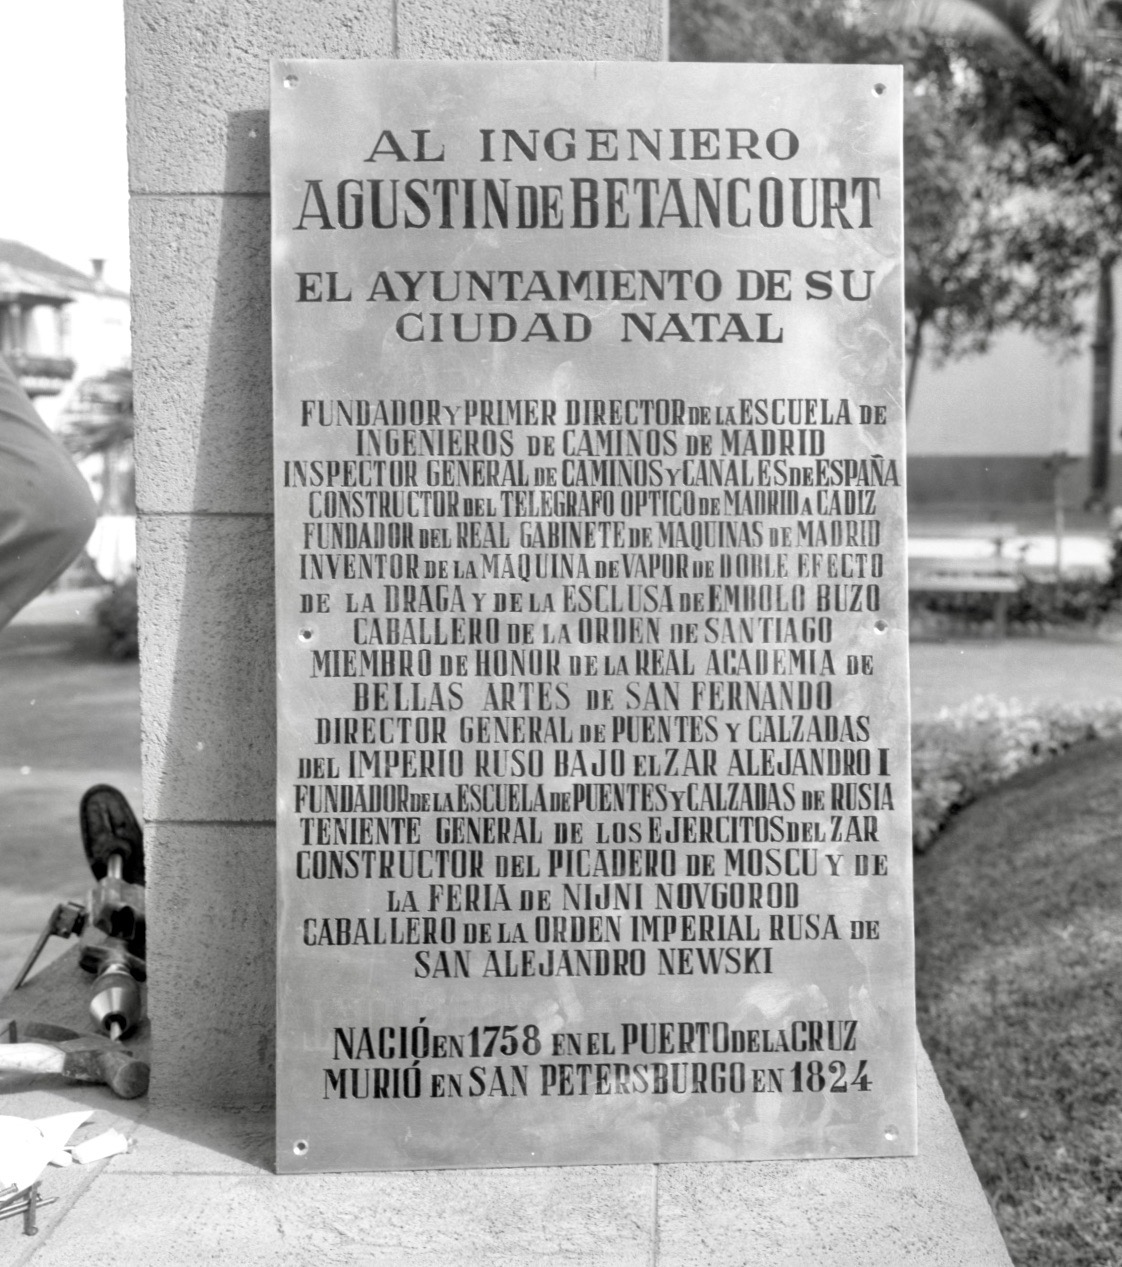 AL INGENIERO
AGUSTIN DE BETANCOURT
EL AYUNTAMIENTO DE SU
CIUDAD NATAL
FUNDADOR Y PRIMER DIRECTOR DE LA ESCUELA DE
INGENIEROS DE CAMINOS DE MADRID
INSPECTOR GENERAL DE CAMINOS Y CANALES DE ESPAÑA
CONSTRUCTOR DEL TELEGRAFO OPTICO DE MADRID A CADIZ
FUNDADOR DEL REAL GABINETE DE MAQUINAS DE MADRID
INVENTOR DE LA MAQUINA DE VAPOR DE DOBLE EFECTO
DE LA DRAGA Y DE LA ESCLUSA DE EMBOLO BUZO
CABALLERO DE LA ORDEN DE SANTIAGO
MIEMBRO DE HONOR DE LA REAL ACADEMIA DE
BELLAS ARTES DE SAN FERNANDO
DIRECTOR GENERAL DE PUENTES Y CALZADAS
DEL IMPERIO RUSO BAJO EL ZAR ALEJANDRO I
FUNDADOR DE LA ESCUELA DE PUENTES Y CALZADAS DE RUSIA
TENIENTE GENERAL DE LOS EJERCITOS DEL ZAR
CONSTRUCTOR DEL PICADERO DE MOSCU Y DE
LA FERIA DE NIJNI NOVGOROD
CABALLERO DE LA ORDEN IMPERIAL RUSA DE
SAN ALEJANDRO NEWSKI
NACIÓ EN 1758 EN EL PUERTO DE LA CRUZ
MURIÓ EN SAN PETERSBURGO EN 1824